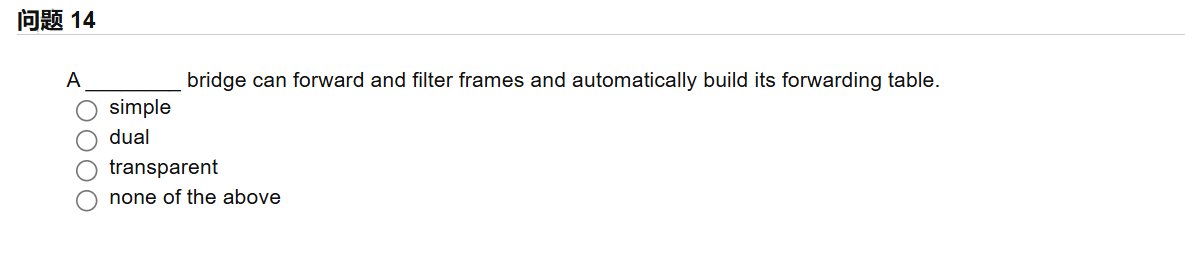 问题 14
A ________ bridge can forward and filter frames and automatically build its forwarding table.
simple
dual
transparent
none of the above